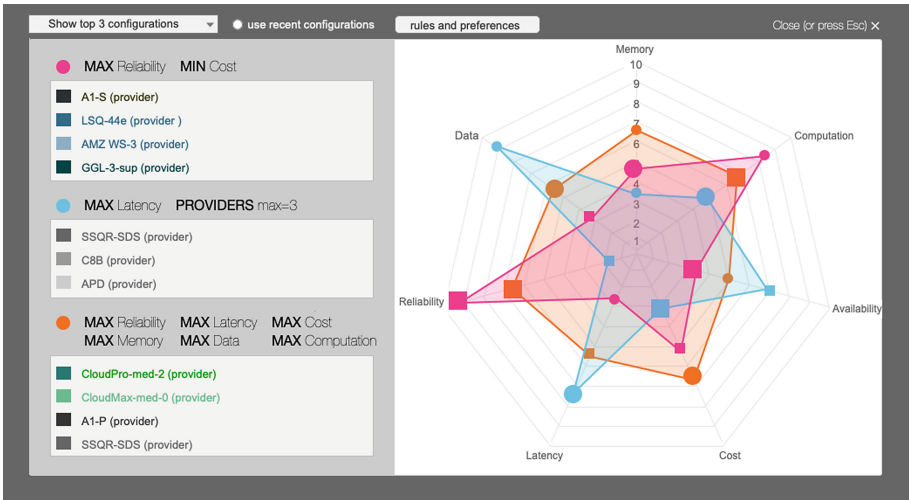 Show top 3 configurations
use recent configurations
rules and preferences
Close (or press Esc) ×
MAX Reliability MIN Cost
A1-S (provider)
LSQ-44e (provider )
AMZ WS-3 (provider)
GGL-3-sup (provider)
MAX Latency PROVIDERS max=3
SSQR-SDS (provider)
C8B (provider)
APD (provider)
MAX Reliability MAX Latency MAX Cost
MAX Memory MAX Data MAX Computation
CloudPro-med-2 (provider)
CloudMax-med-0 (provider)
A1-P (provider)
SSQR-SDS (provider)
Memory
10
9
8
7
6
5
4
3
2
1
Data
Computation
Reliability
Availability
Latency
Cost